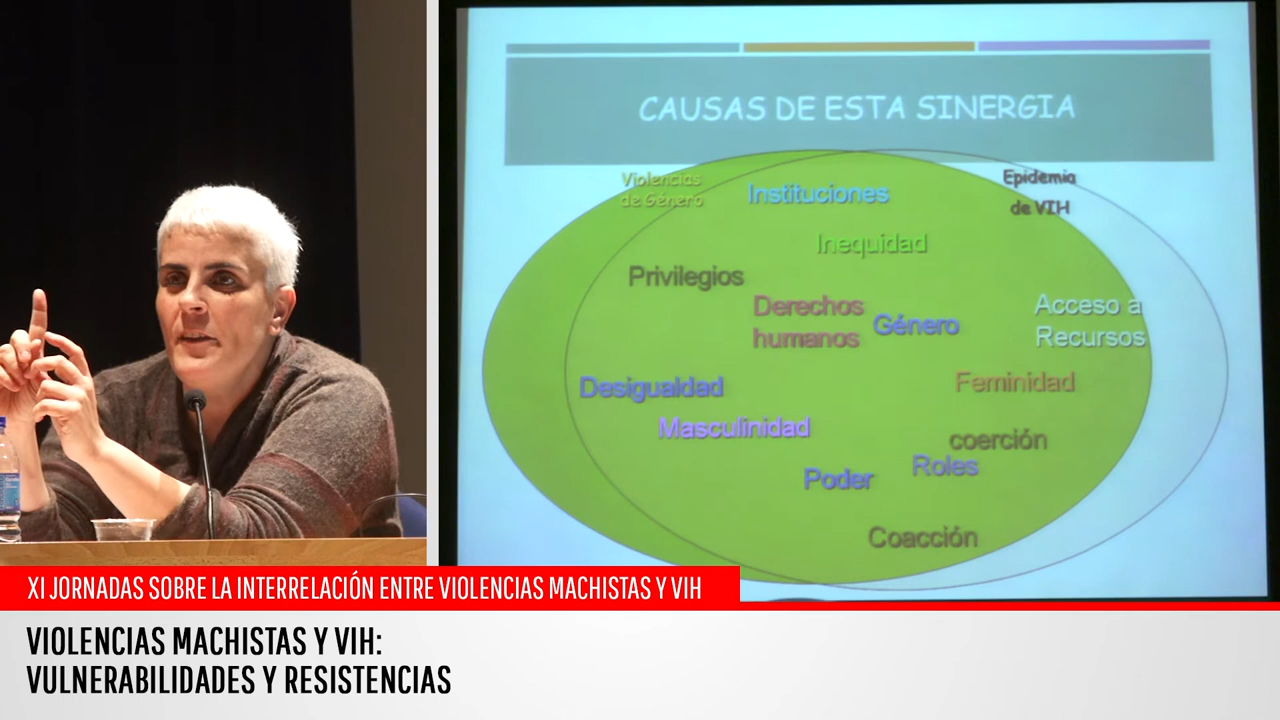 CAUSAS DE ESTA SINERGIA
Violencias
de Género
Instituciones
Epidemia
de VIH
Inequidad
Privilegios
Derechos
humanos
Género
Acceso a
Recursos
Desigualdad
Feminidad
Masculinidad
coerción
Roles
Poder
Coacción
XI JORNADAS SOBRE LA INTERRELACIÓN ENTRE VIOLENCIAS MACHISTAS Y VIH
VIOLENCIAS MACHISTAS Y VIH:
VULNERABILIDADES Y RESISTENCIAS